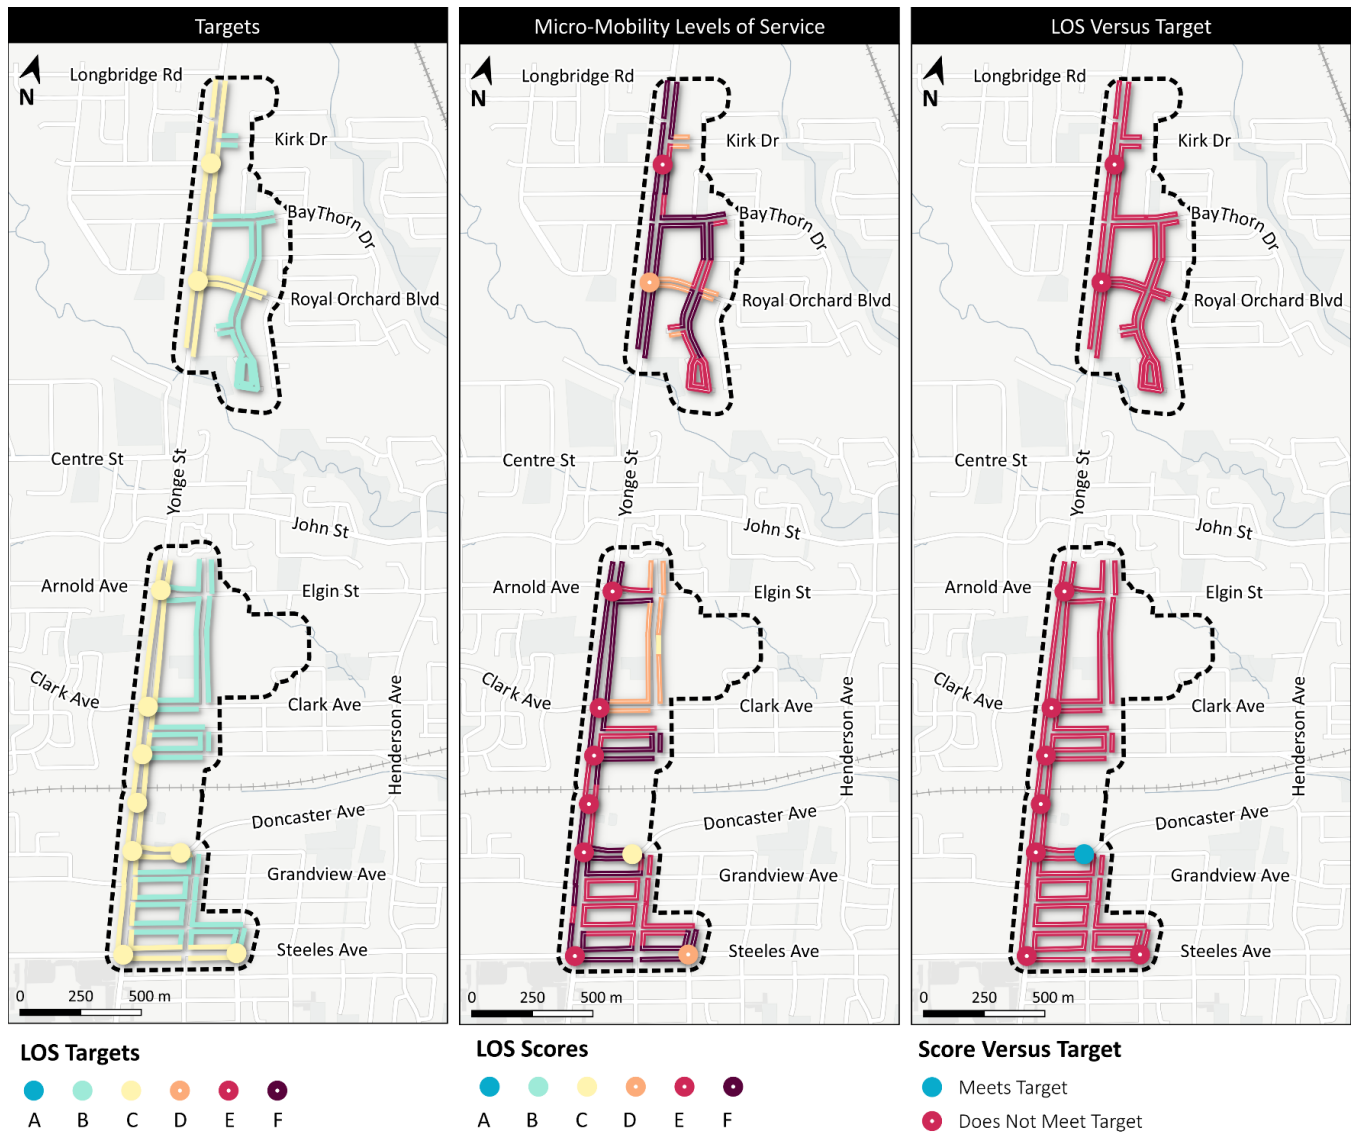 Targets
Longbridge Rd
N
Kirk Dr
BayThorn Dr
Royal Orchard Blvd
Centre St
Yonge St
John St
Arnold Ave
Elgin St
Clark Ave
Clark Ave
Henderson Ave
Doncaster Ave
Grandview Ave
Steeles Ave
0 250 500 m
LOS Targets
A B C D E F
Micro-Mobility Levels of Service
Longbridge Rd
N
Kirk Dr
BayThorn Dr
Royal Orchard Blvd
Centre St
Yonge St
John St
Arnold Ave
Elgin St
Clark Ave
Clark Ave
Henderson Ave
Doncaster Ave
Grandview Ave
Steeles Ave
0 250 500 m
LOS Scores
A B C D E F
LOS Versus Target
Longbridge Rd
N
Kirk Dr
BayThorn Dr
Royal Orchard Blvd
Centre St
Yonge St
John St
Arnold Ave
Elgin St
Clark Ave
Clark Ave
Henderson Ave
Doncaster Ave
Grandview Ave
Steeles Ave
0 250 500 m
Score Versus Target
Meets Target
Does Not Meet Target